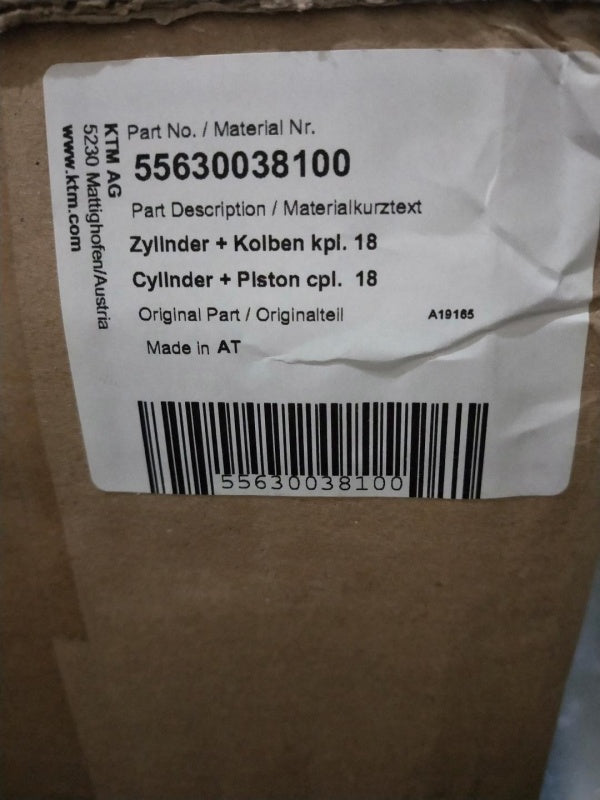 KTM AG
5230 Mattighofen/Austria
www.ktm.com
Part No. / Material Nr.
55630038100
Part Description / Materialkurztext
Zylinder + Kolben kpl. 18
Cylinder + Piston cpl. 18
Original Part / Originalteil
A19165
Made in AT
55630038100